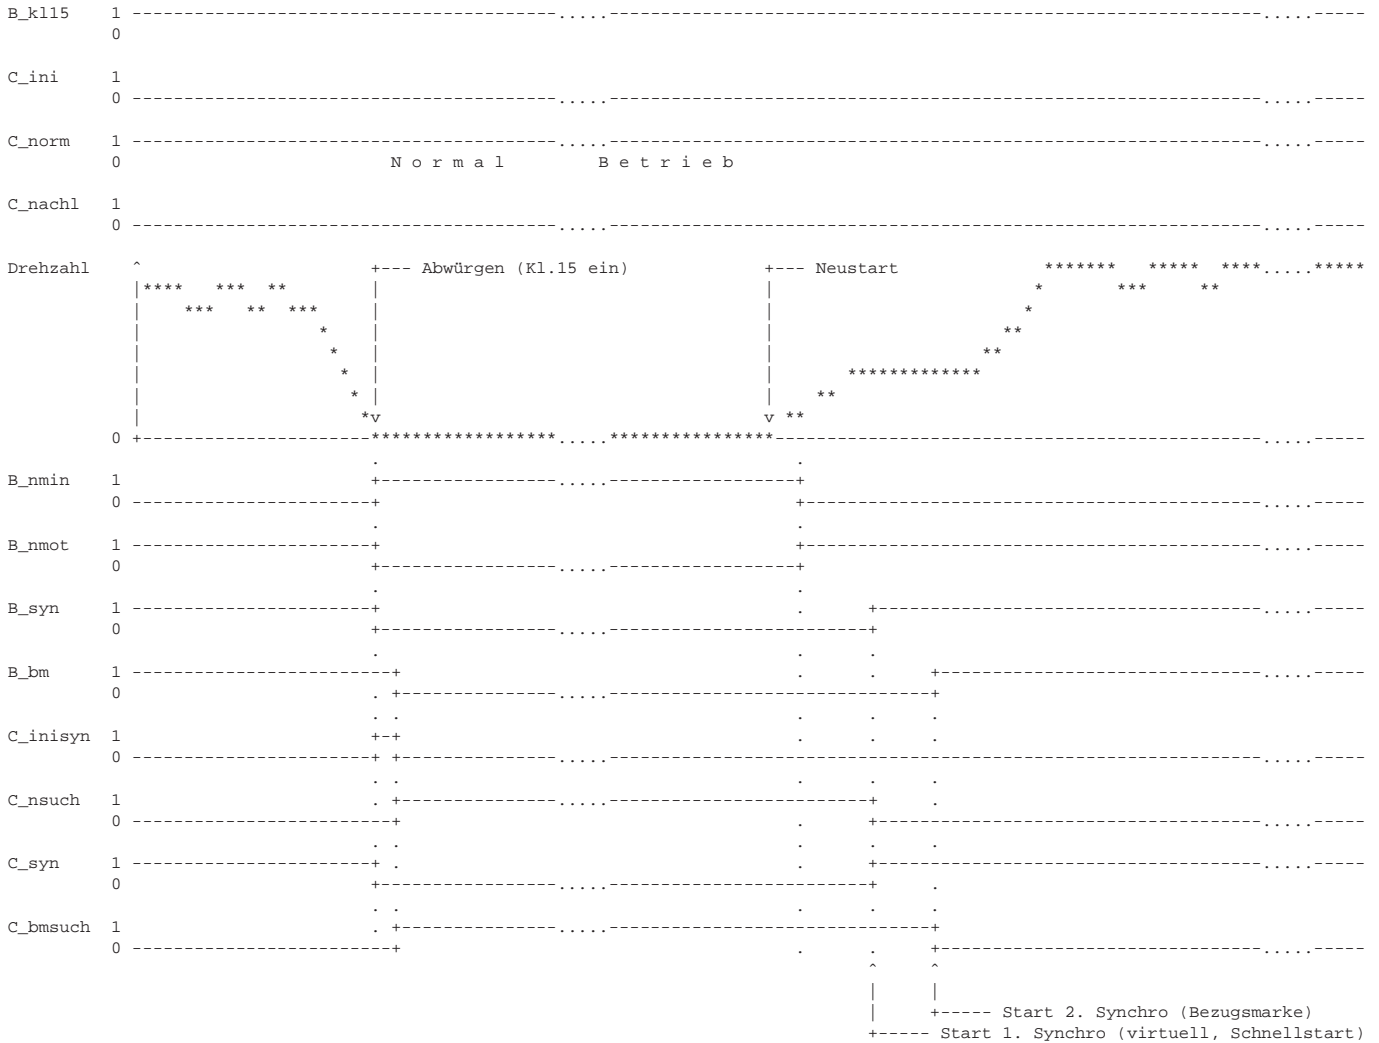 B_kl15 1 -----------------------------------------.....---------------------------------------------------------------.....-----
0
C_ini 1
0 -----------------------------------------.....---------------------------------------------------------------.....-----
C_norm 1 -----------------------------------------.....---------------------------------------------------------------.....-----
0 N o r m a l B e t r i e b
C_nachl 1
0 -----------------------------------------.....---------------------------------------------------------------.....-----
Drehzahl ^ +--- Abwürgen (Kl.15 ein) +--- Neustart ******* ***** ****.....*****
|**** *** ** | | * *** **
| *** ** *** | | *
| * | | **
| * | | **
| * | | *************
| * | | **
| *v v **
0 +----------------------******************.....****************-----------------------------------------------.....-----
. .
B_nmin 1 +-----------------.....------------------+
0 -----------------------+ +--------------------------------------------.....-----
. .
B_nmot 1 -----------------------+ +--------------------------------------------.....-----
0 +-----------------.....------------------+
. .
B_syn 1 -----------------------+ . +-------------------------------------.....-----
0 +-----------------.....-------------------------+
. . .
B_bm 1 -------------------------+ . . +-------------------------------.....-----
0 . +---------------.....-------------------------------+
. . . . .
C_inisyn 1 +-+ . . .
0 -----------------------+ +---------------.....---------------------------------------------------------------.....-----
. . . . .
C_nsuch 1 . +---------------.....-------------------------+ .
0 -------------------------+ . +-------------------------------------.....-----
. . . . .
C_syn 1 -----------------------+ . . +-------------------------------------.....-----
0 +-----------------.....-------------------------+ .
. . . . .
C_bmsuch 1 . +---------------.....-------------------------------+
0 -------------------------+ . . +-------------------------------.....-----
^ ^
| |
| +----- Start 2. Synchro (Bezugsmarke)
+----- Start 1. Synchro (virtuell, Schnellstart)